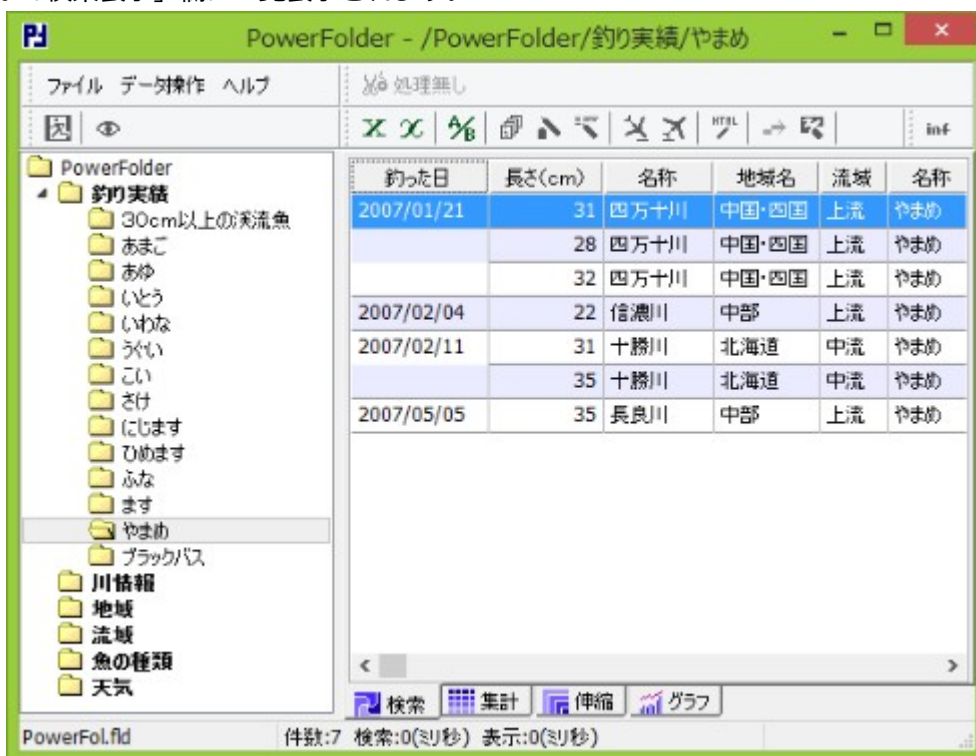 PowerFolder - /PowerFolder/釣り実績/やまめ
ファイル データ操作 ヘルプ
処理無し
A/B HTML inf
PowerFolder
釣り実績
30cm以上の渓流魚
あまご
あゆ
いとう
いわな
うぐい
こい
さけ
にじます
ひめます
ふな
ます
やまめ
ブラックバス
川情報
地域
流域
魚の種類
天気
釣った日 長さ(cm) 名称 地域名 流域 名称
2007/01/21 31 四万十川 中国・四国 上流 やまめ
28 四万十川 中国・四国 上流 やまめ
32 四万十川 中国・四国 上流 やまめ
2007/02/04 22 信濃川 中部 上流 やまめ
2007/02/11 31 十勝川 北海道 中流 やまめ
35 十勝川 北海道 中流 やまめ
2007/05/05 35 長良川 中部 上流 やまめ
検索 集計 伸縮 グラフ
PowerFol.fld 件数:7 検索:0(ミリ秒) 表示:0(ミリ秒)